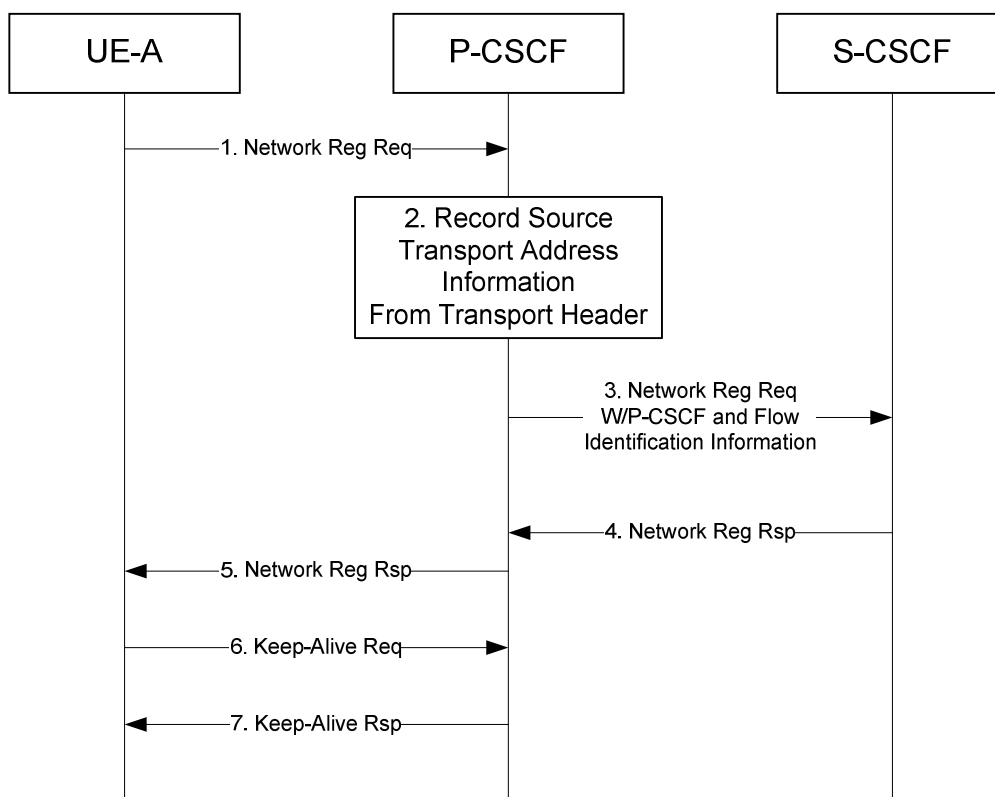 UE-A
P-CSCF
S-CSCF
1. Network Reg Req
2. Record Source
Transport Address
Information
From Transport Header
3. Network Reg Req
W/P-CSCF and Flow
Identification Information
4. Network Reg Rsp
5. Network Reg Rsp
6. Keep-Alive Req
7. Keep-Alive Rsp